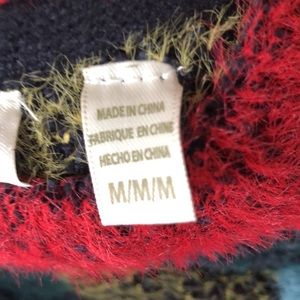 MADE IN CHINA
FABRIQUE EN CHINE
HECHO EN CHINA
M/M/M